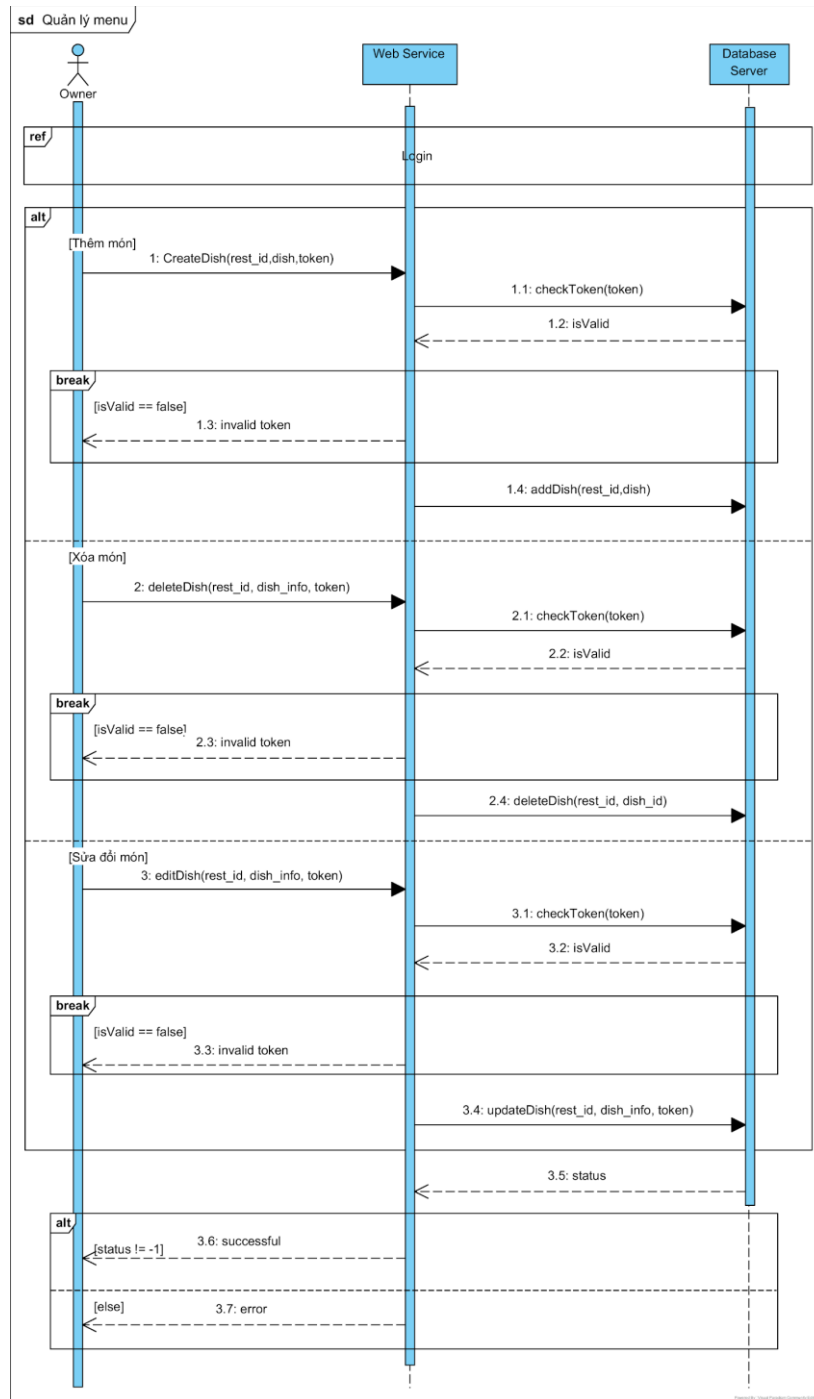 sd Quản lý menu
Web Service
Database
Server
Owner
ref
Login
alt
[Thêm món]
1: CreateDish(rest_id,dish,token)
1.1: checkToken(token)
1.2: isValid
break
[isValid == false]
1.3: invalid token
1.4: addDish(rest_id,dish)
[Xóa món]
2: deleteDish(rest_id, dish_info, token)
2.1: checkToken(token)
2.2: isValid
break
[isValid == false]
2.3: invalid token
2.4: deleteDish(rest_id, dish_id)
[Sửa đổi món]
3: editDish(rest_id, dish_info, token)
3.1: checkToken(token)
3.2: isValid
break
[isValid == false]
3.3: invalid token
3.4: updateDish(rest_id, dish_info, token)
3.5: status
alt
3.6: successful
[status != -1]
[else]
3.7: error